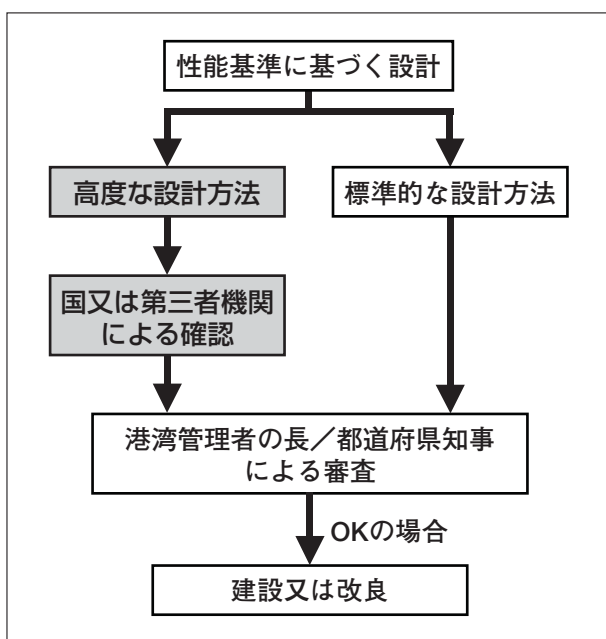 性能基準に基づく設計
高度な設計方法
標準的な設計方法
国又は第三者機関
による確認
港湾管理者の長／都道府県知事
による審査
OKの場合
建設又は改良